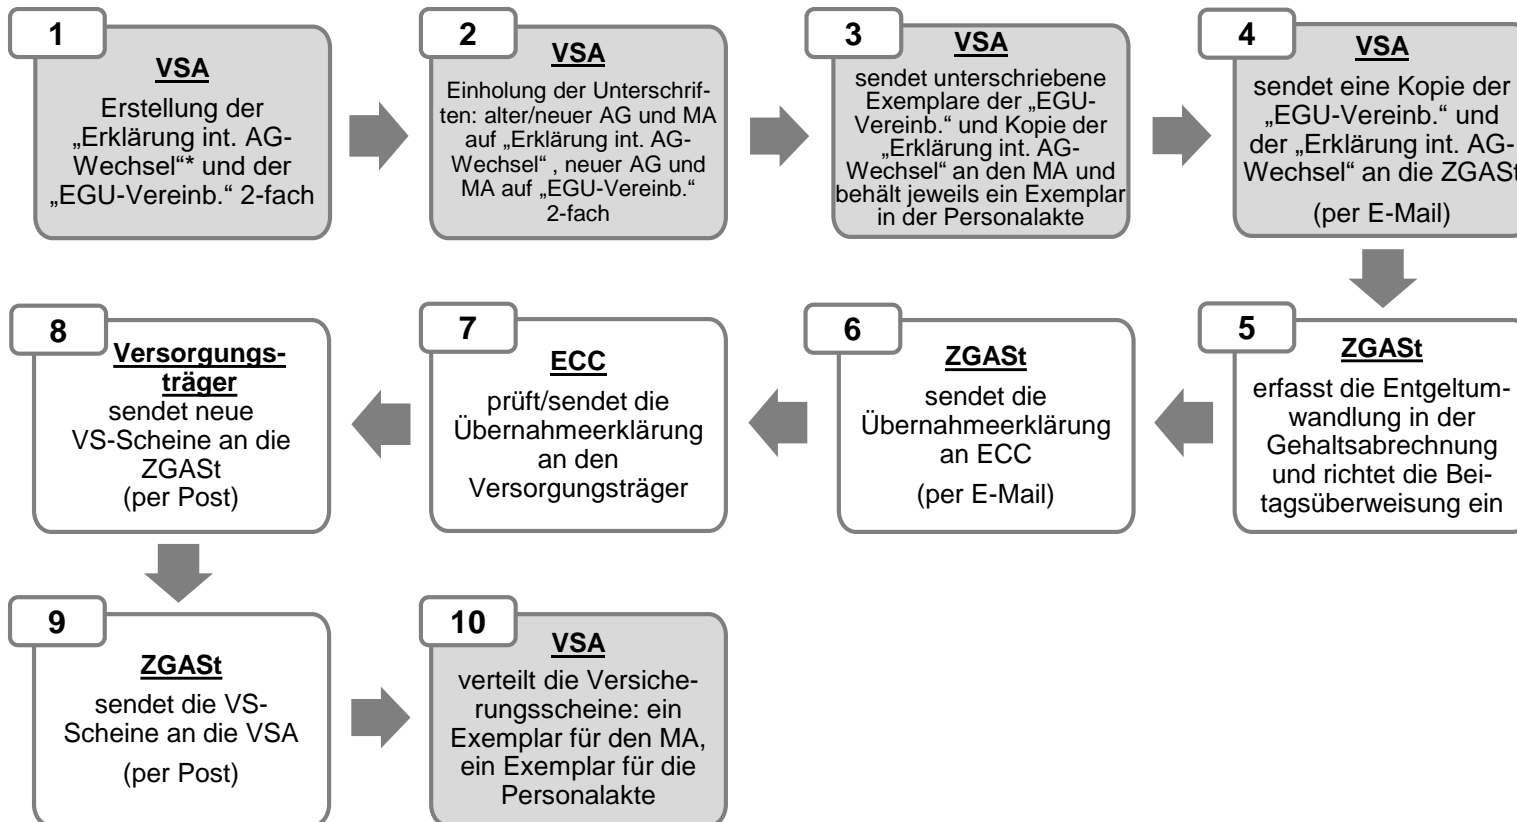 1
VSA
Erstellung der
„Erklärung int. AG-
Wechsel“* und der
„EGU-Vereinb.“ 2-fach
2
VSA
Einholung der Unterschrif-
ten: alter/neuer AG und MA
auf „Erklärung int. AG-
Wechsel“ , neuer AG und
MA auf „EGU-Vereinb.“
2-fach
3
VSA
sendet unterschriebene
Exemplare der „EGU-
Vereinb.“ und Kopie der
„Erklärung int. AG-
Wechsel“ an den MA und
behält jeweils ein Exemplar
in der Personalakte
4
VSA
sendet eine Kopie der
„EGU-Vereinb.“ und
der „Erklärung int. AG-
Wechsel“ an die ZGASt
(per E-Mail)
5
ZGASt
erfasst die Entgeltum-
wandlung in der
Gehaltsabrechnung
und richtet die Bei-
tagsüberweisung ein
6
ZGASt
sendet die
Übernahmeerklärung
an ECC
(per E-Mail)
7
ECC
prüft/sendet die
Übernahmeerklärung
an den
Versorgungsträger
8
Versorgungs-
träger
sendet neue
VS-Scheine an die
ZGASt
(per Post)
9
ZGASt
sendet die VS-
Scheine an die VSA
(per Post)
10
VSA
verteilt die Versiche-
rungsscheine: ein
Exemplar für den MA,
ein Exemplar für die
Personalakte